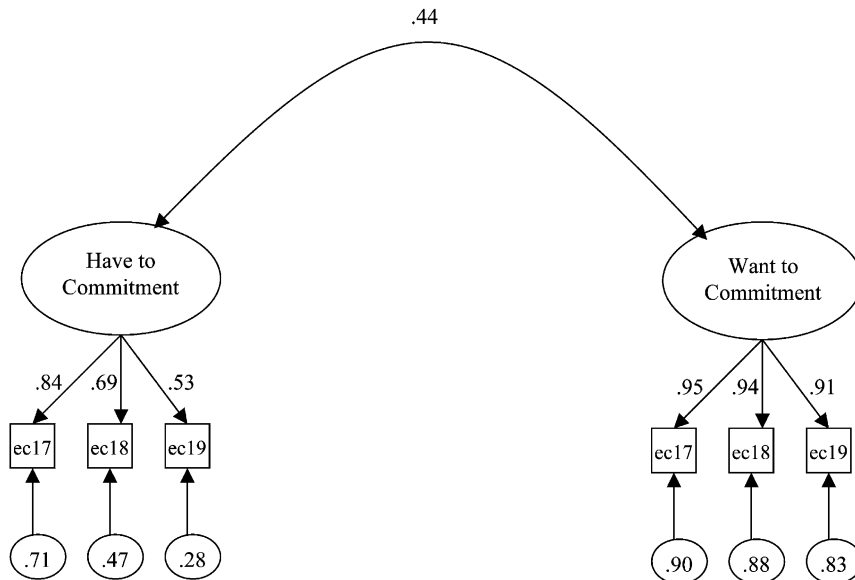 .44
Have to
Commitment
Want to
Commitment
.84 .69 .53
.95 .94 .91
ec17 ec18 ec19
ec17 ec18 ec19
.71 .47 .28
.90 .88 .83